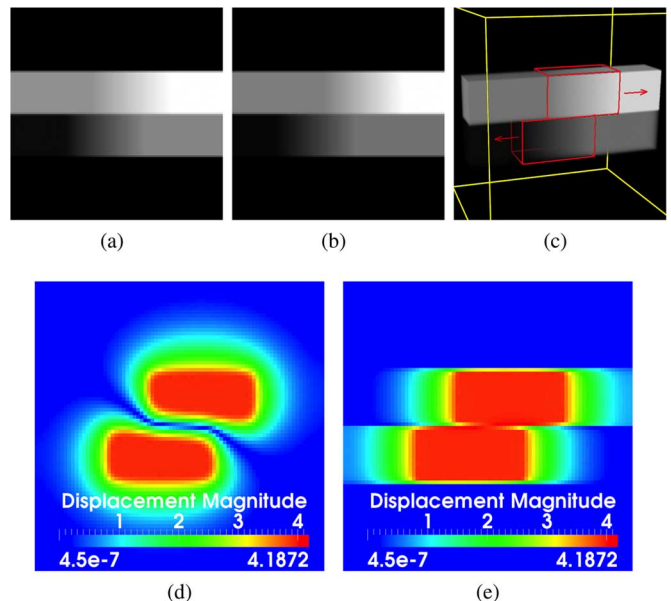 (a) (b) (c)
Displacement Magnitude Displacement Magnitude
1 2 3 4 1 2 3 4
4.5e-7 4.1872 4.5e-7 4.1872
(d) (e)